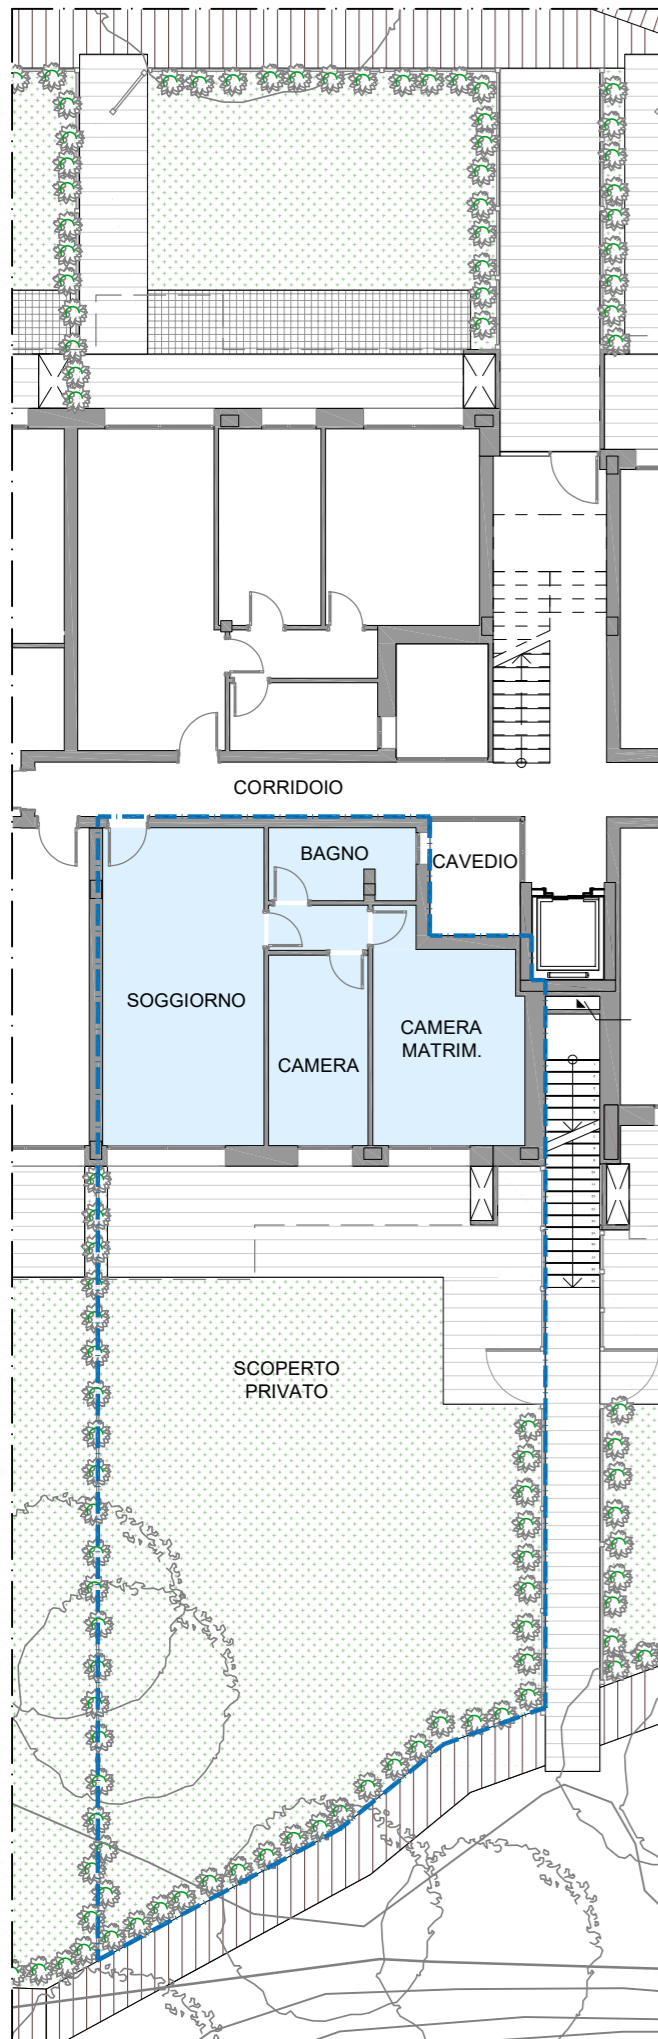 CORRIDOIO
BAGNO
CAVEDIO
SOGGIORNO
CAMERA
MATRIM.
CAMERA
SCOPERTO
PRIVATO